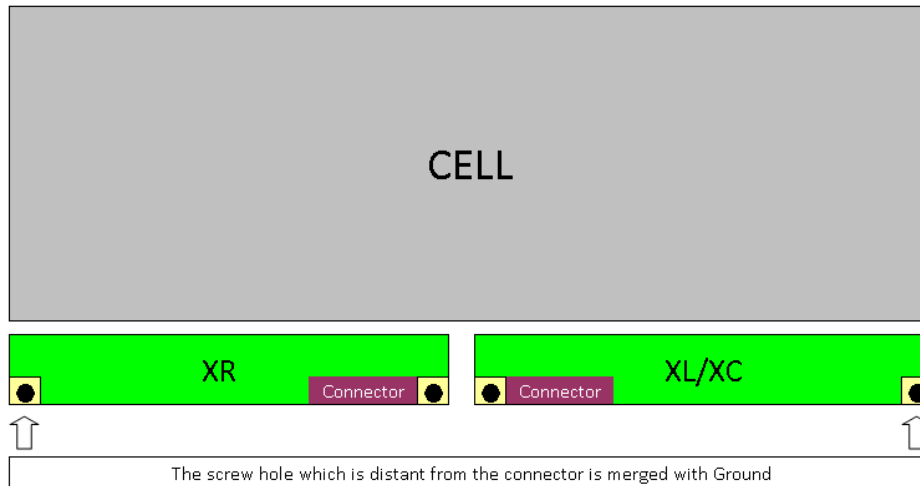 CELL
XR
XL/XC
Connector
Connector
The screw hole which is distant from the connector is merged with Ground